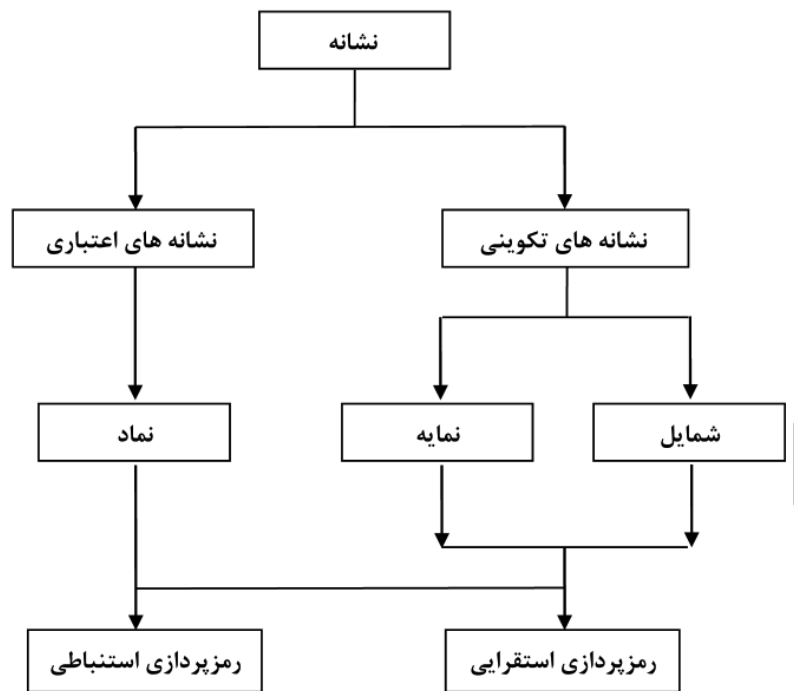 نشانه
نشانه های تکوینی
نشانه های اعتباری
شمایل
نمایه
نماد
رمزپردازی استقرایی
رمزپردازی استنباطی